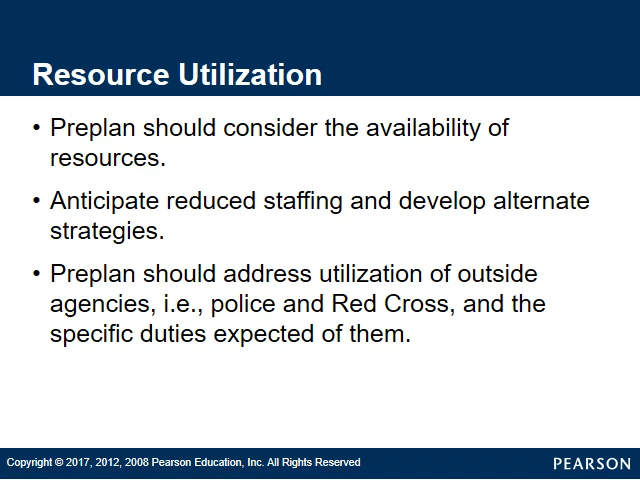 Resource Utilization
• Preplan should consider the availability of
resources.
• Anticipate reduced staffing and develop alternate
strategies.
• Preplan should address utilization of outside
agencies, i.e., police and Red Cross, and the
specific duties expected of them.
Copyright © 2017, 2012, 2008 Pearson Education, Inc. All Rights Reserved
PEARSON